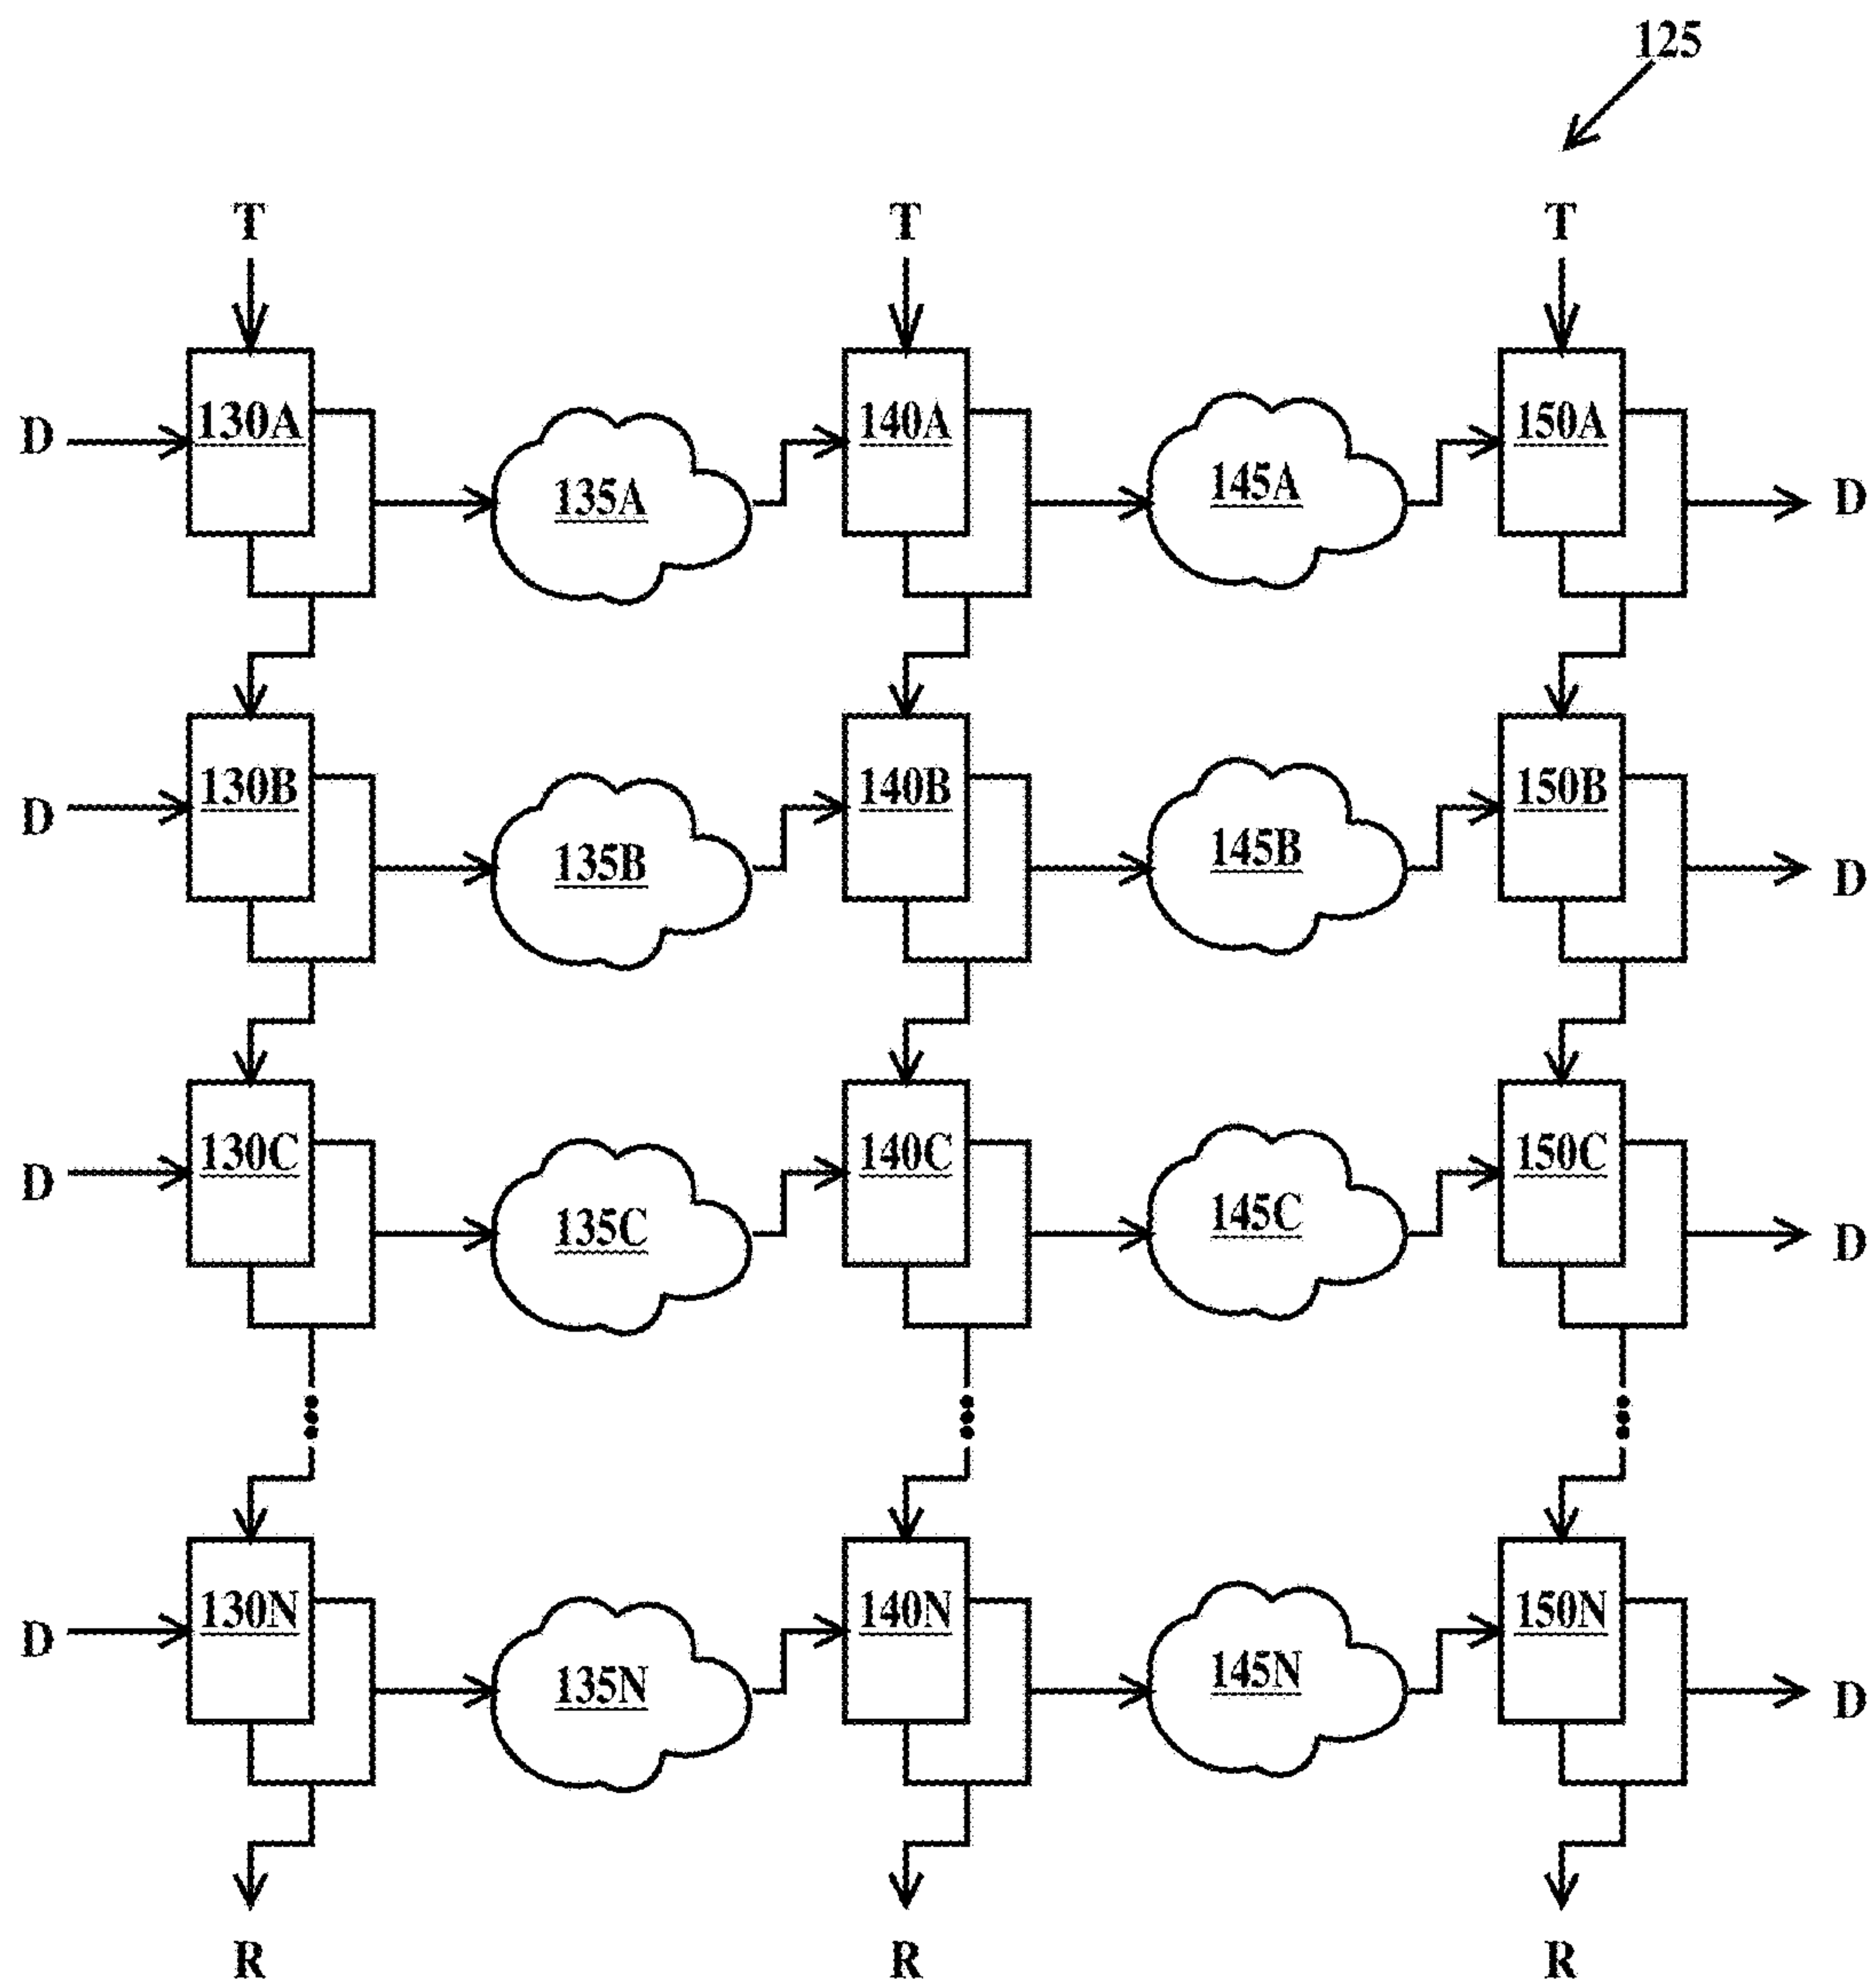 125
T T T
D 130A 135A 140A 145A 150A D
D 130B 135B 140B 145B 150B D
D 130C 135C 140C 145C 150C D
D 130N 135N 140N 145N 150N D
R R R